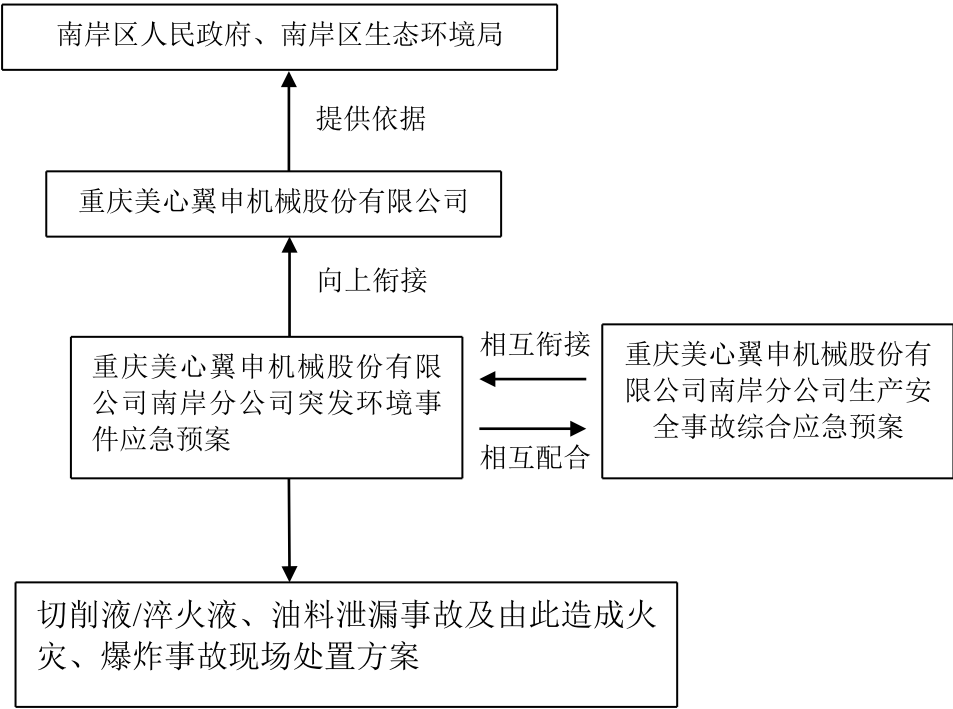 南岸区人民政府、南岸区生态环境局
提供依据
重庆美心翼申机械股份有限公司
向上衔接
重庆美心翼申机械股份有限
公司南岸分公司突发环境事
件应急预案
相互衔接
相互配合
重庆美心翼申机械股份有
限公司南岸分公司生产安
全事故综合应急预案
切削液/淬火液、油料泄漏事故及由此造成火
灾、爆炸事故现场处置方案